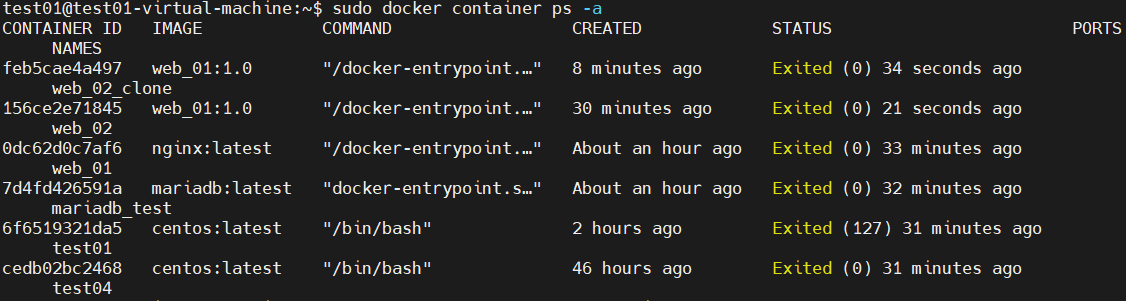 test01@test01-virtual-machine:~$ sudo docker container ps -a
CONTAINER ID   IMAGE            COMMAND                  CREATED             STATUS                        PORTS
     NAMES
feb5cae4a497   web_01:1.0       "/docker-entrypoint.…"   8 minutes ago       Exited (0) 34 seconds ago
     web_02_clone
156ce2e71845   web_01:1.0       "/docker-entrypoint.…"   30 minutes ago      Exited (0) 21 seconds ago
     web_02
0dc62d0c7af6   nginx:latest     "/docker-entrypoint.…"   About an hour ago   Exited (0) 33 minutes ago
     web_01
7d4fd426591a   mariadb:latest   "docker-entrypoint.s…"   About an hour ago   Exited (0) 32 minutes ago
     mariadb_test
6f6519321da5   centos:latest    "/bin/bash"              2 hours ago         Exited (127) 31 minutes ago
     test01
cedb02bc2468   centos:latest    "/bin/bash"              46 hours ago        Exited (0) 31 minutes ago
     test04